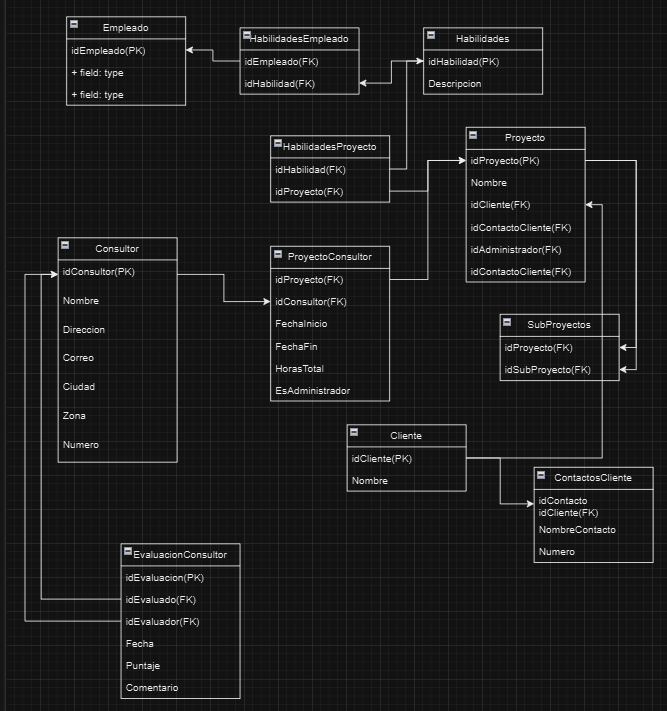 Empleado
idEmpleado(PK)
+ field: type
+ field: type
HabilidadesEmpleado
idEmpleado(FK)
idHabilidad(FK)
Habilidades
idHabilidad(PK)
Descripcion
HabilidadesProyecto
idHabilidad(FK)
idProyecto(FK)
Proyecto
idProyecto(PK)
Nombre
idCliente(FK)
idContactoCliente(FK)
idAdministrador(FK)
idContactoCliente(FK)
Consultor
idConsultor(PK)
Nombre
Direccion
Correo
Ciudad
Zona
Numero
ProyectoConsultor
idProyecto(FK)
idConsultor(FK)
FechaInicio
FechaFin
HorasTotal
EsAdministrador
SubProyectos
idProyecto(FK)
idSubProyecto(FK)
Cliente
idCliente(PK)
Nombre
ContactosCliente
idContacto
idCliente(FK)
NombreContacto
Numero
EvaluacionConsultor
idEvaluacion(PK)
idEvaluado(FK)
idEvaluador(FK)
Fecha
Puntaje
Comentario